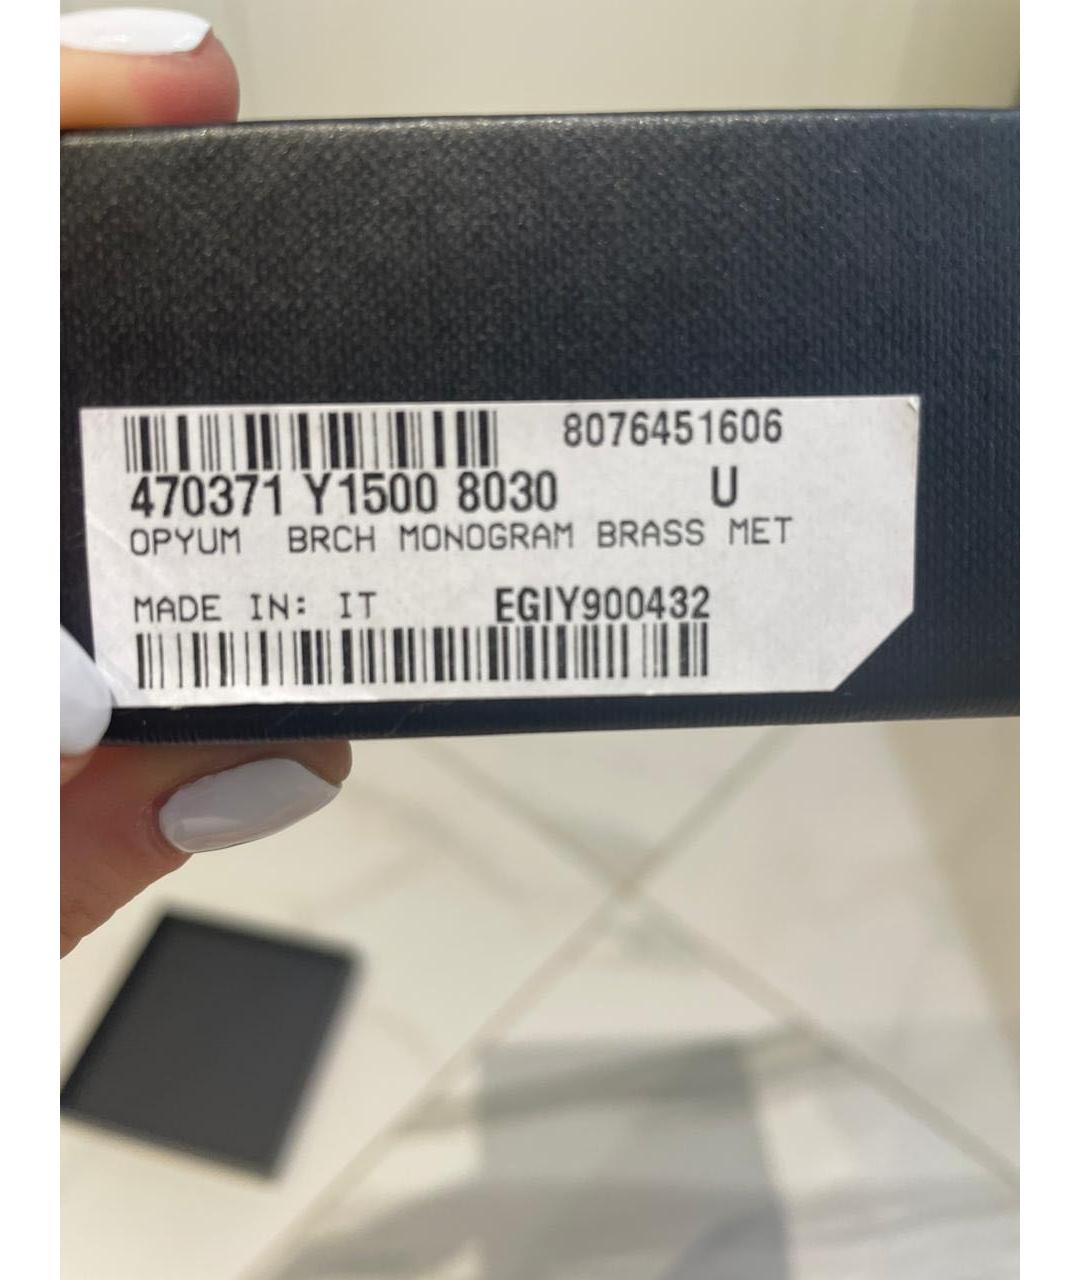 8076451606
470371 Y1500 8030 U
OPYUM BRCH MONOGRAM BRASS MET
MADE IN: IT EGIY900432